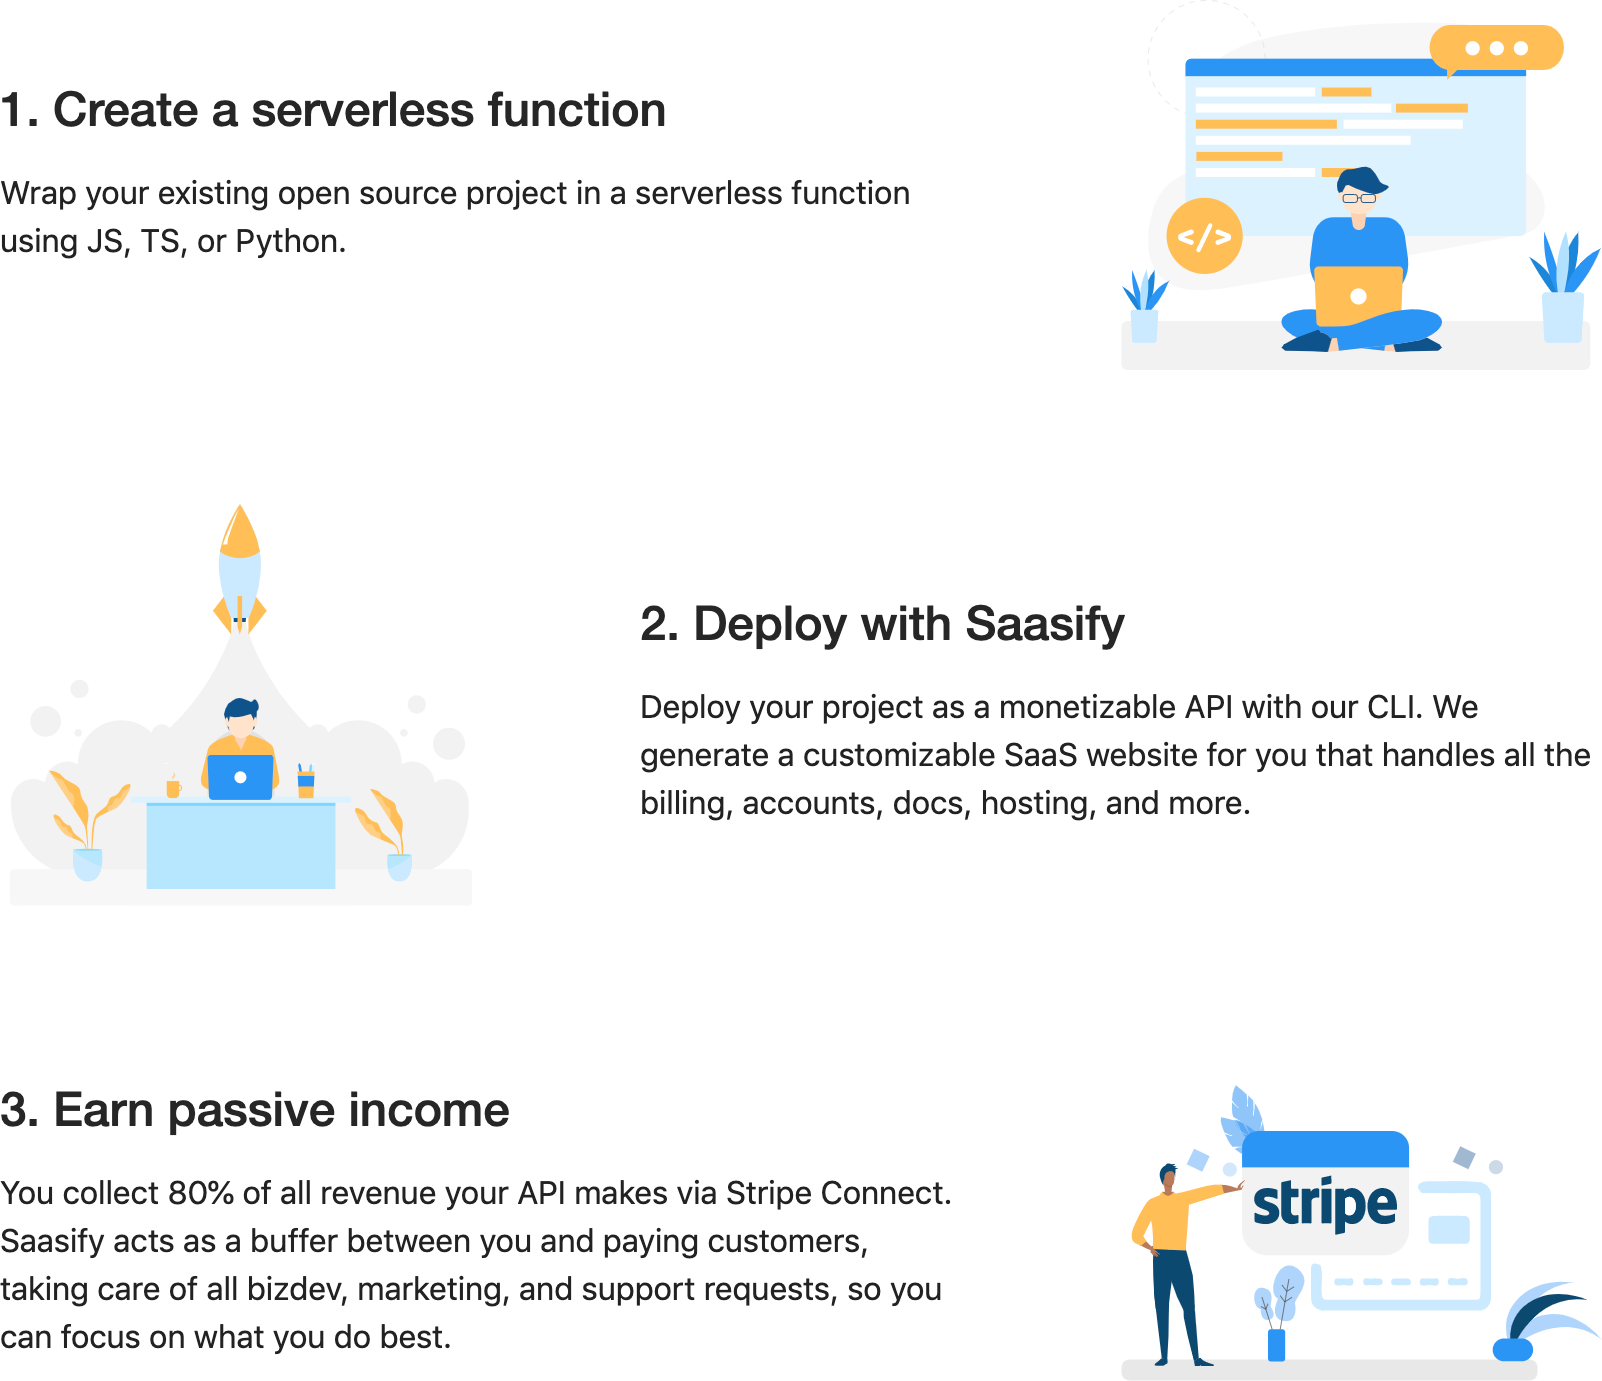 1. Create a serverless function
Wrap your existing open source project in a serverless function
using JS, TS, or Python.
</>
2. Deploy with Saasify
Deploy your project as a monetizable API with our CLI. We
generate a customizable SaaS website for you that handles all the
billing, accounts, docs, hosting, and more.
3. Earn passive income
You collect 80% of all revenue your API makes via Stripe Connect.
Saasify acts as a buffer between you and paying customers,
taking care of all bizdev, marketing, and support requests, so you
can focus on what you do best.
stripe